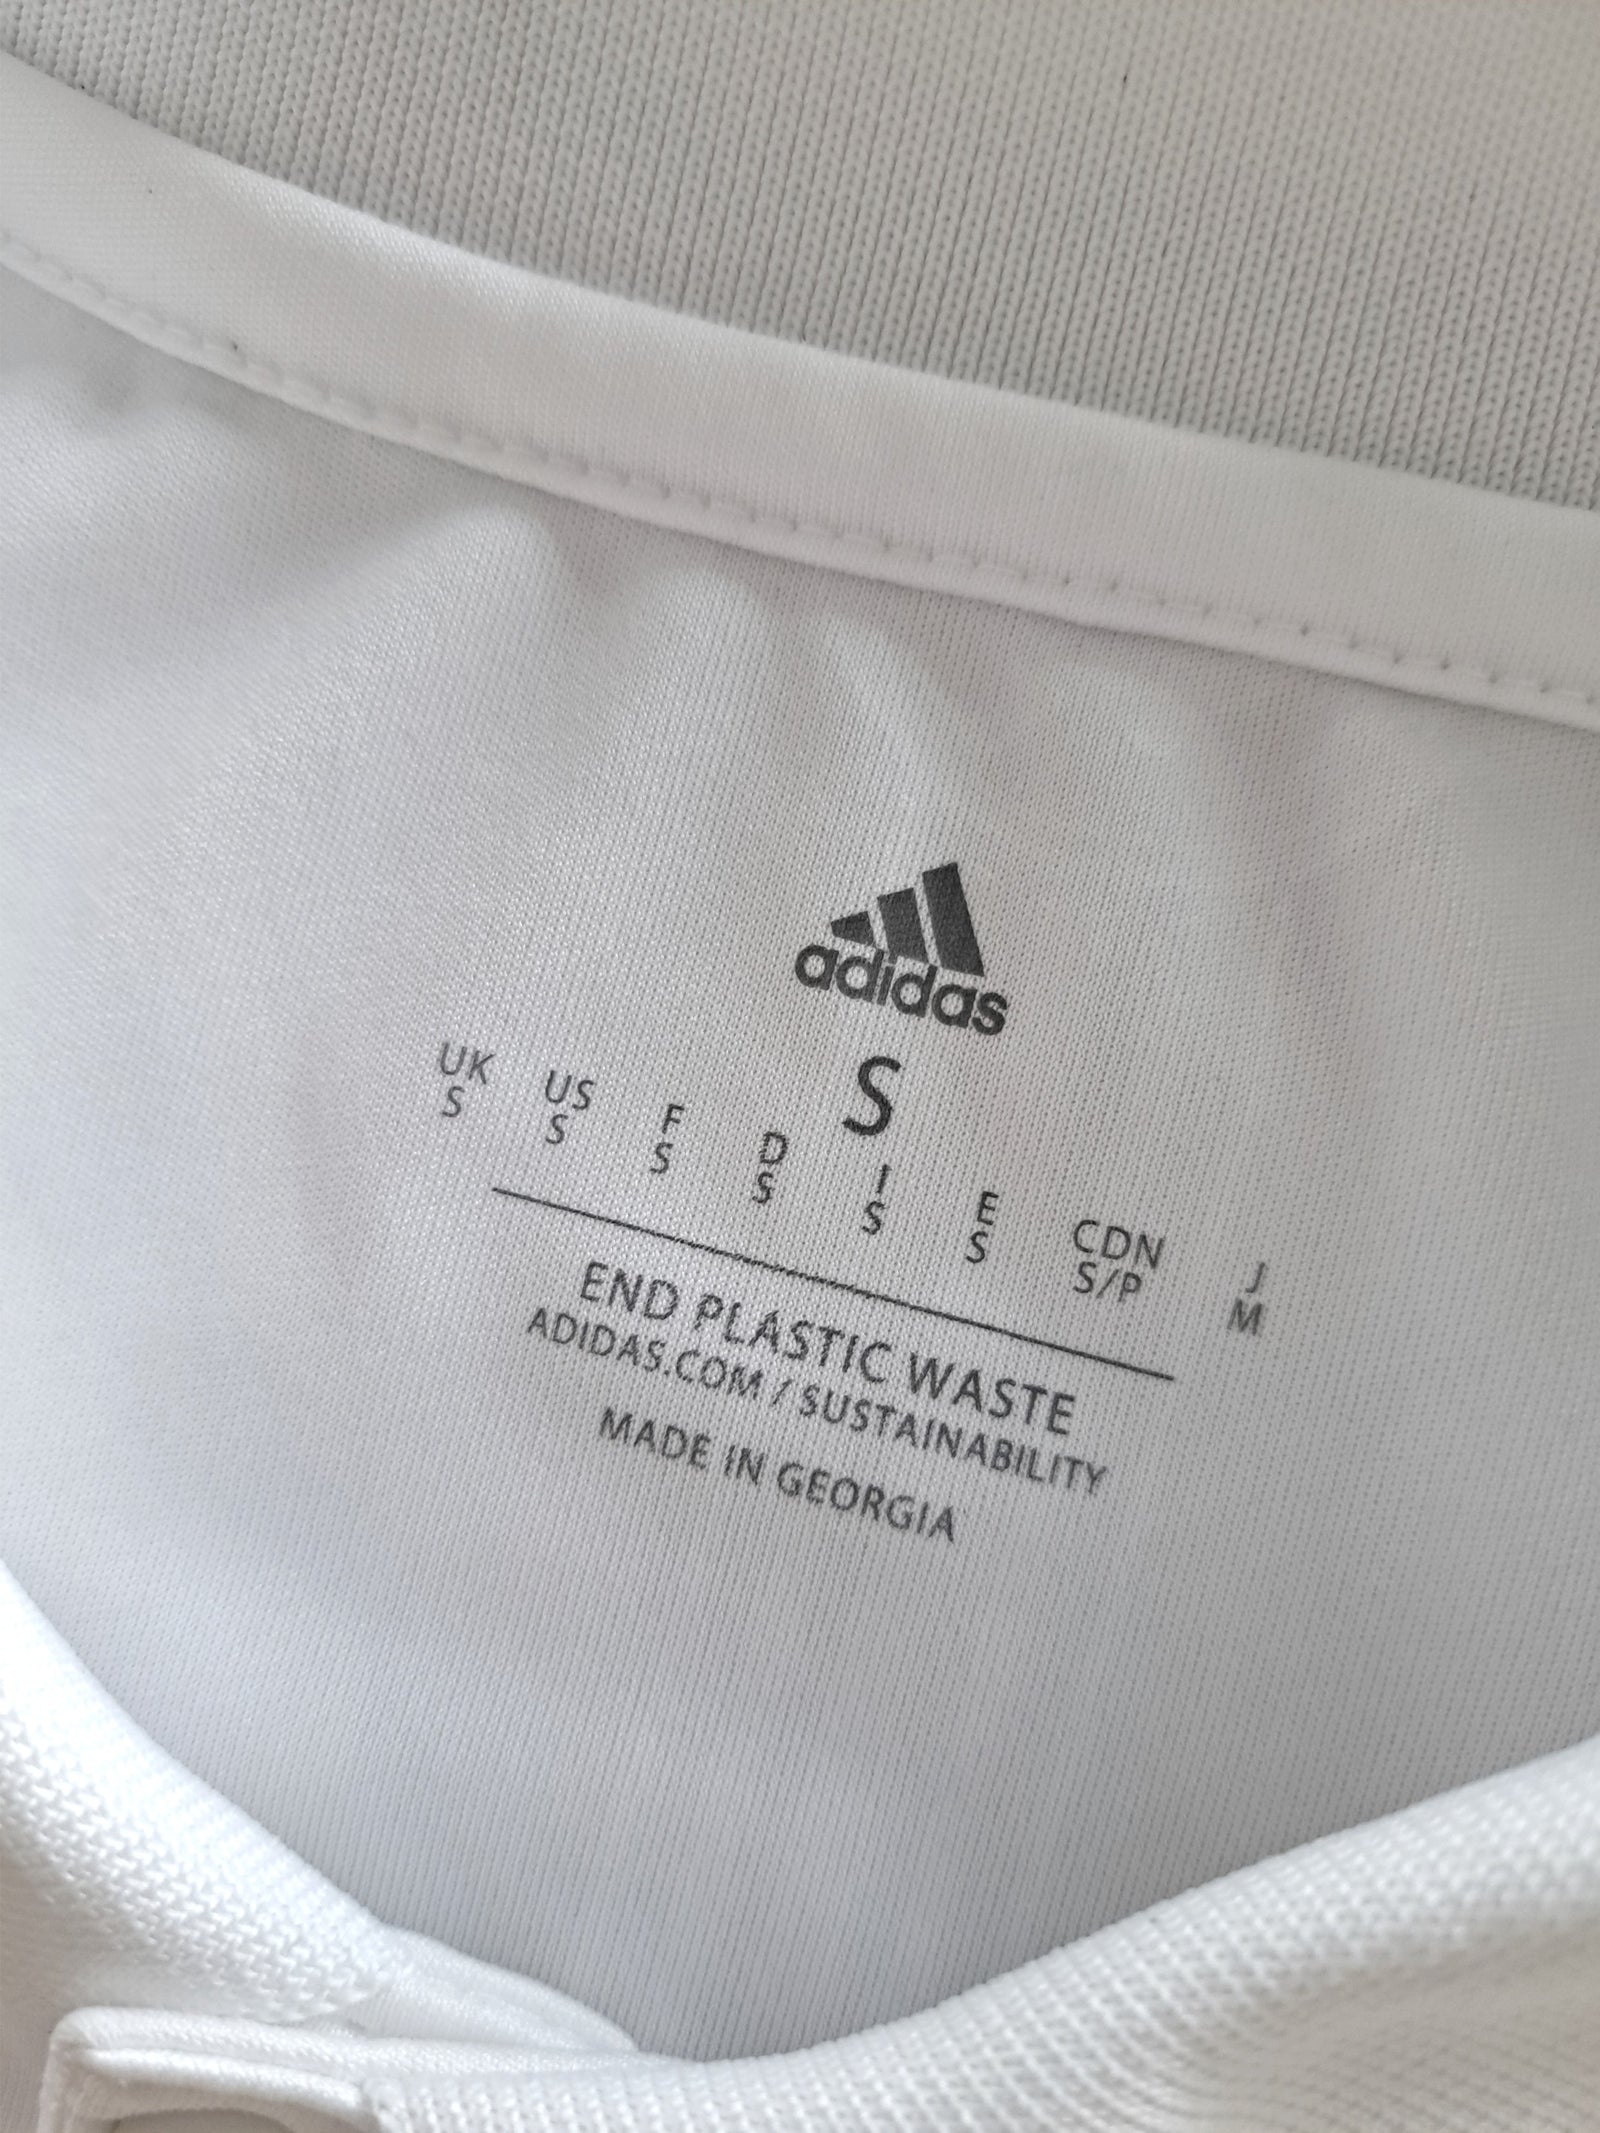 adidas
S
UK US F D I E CDN J
S S S S S S S/P M
END PLASTIC WASTE
ADIDAS.COM / SUSTAINABILITY
MADE IN GEORGIA